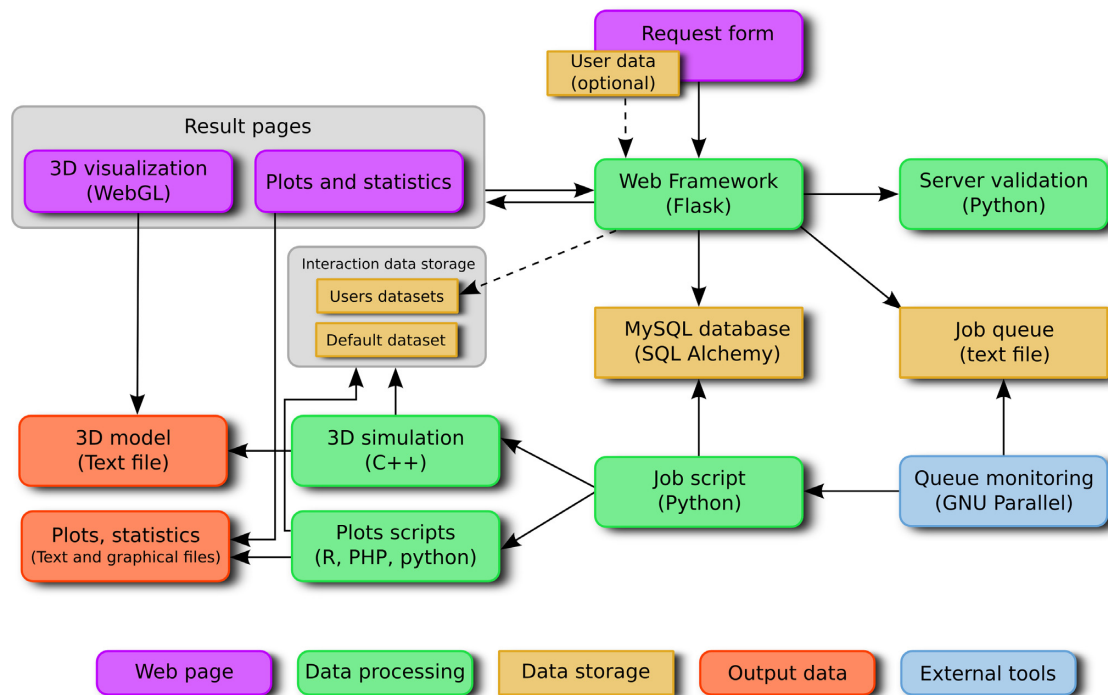 Request form
User data
(optional)
Result pages
3D visualization
(WebGL)
Plots and statistics
Web Framework
(Flask)
Server validation
(Python)
Interaction data storage
Users datasets
Default dataset
MySQL database
(SQL Alchemy)
Job queue
(text file)
3D model
(Text file)
3D simulation
(C++)
Job script
(Python)
Queue monitoring
(GNU Parallel)
Plots, statistics
(Text and graphical files)
Plots scripts
(R, PHP, python)
Web page
Data processing
Data storage
Output data
External tools